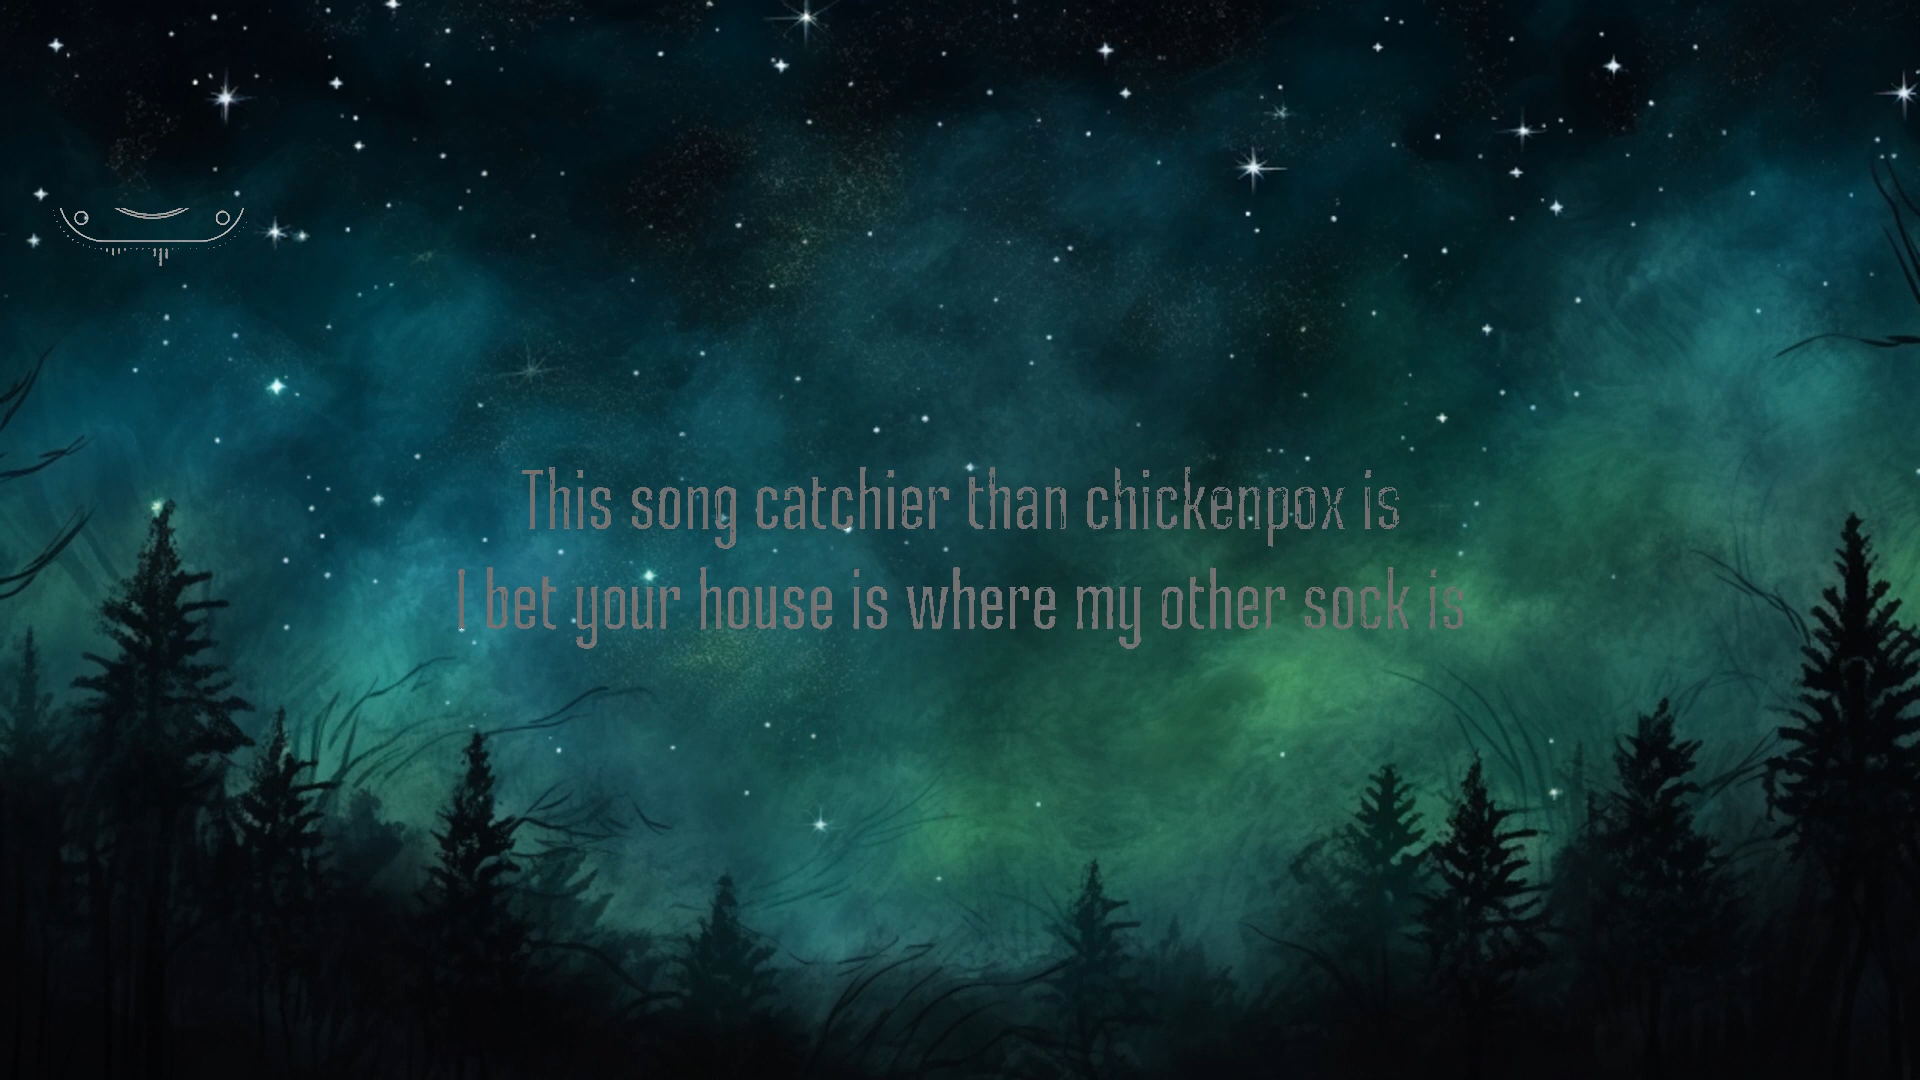 This song catchier than chickenpox is
I bet your house is where my other sock is